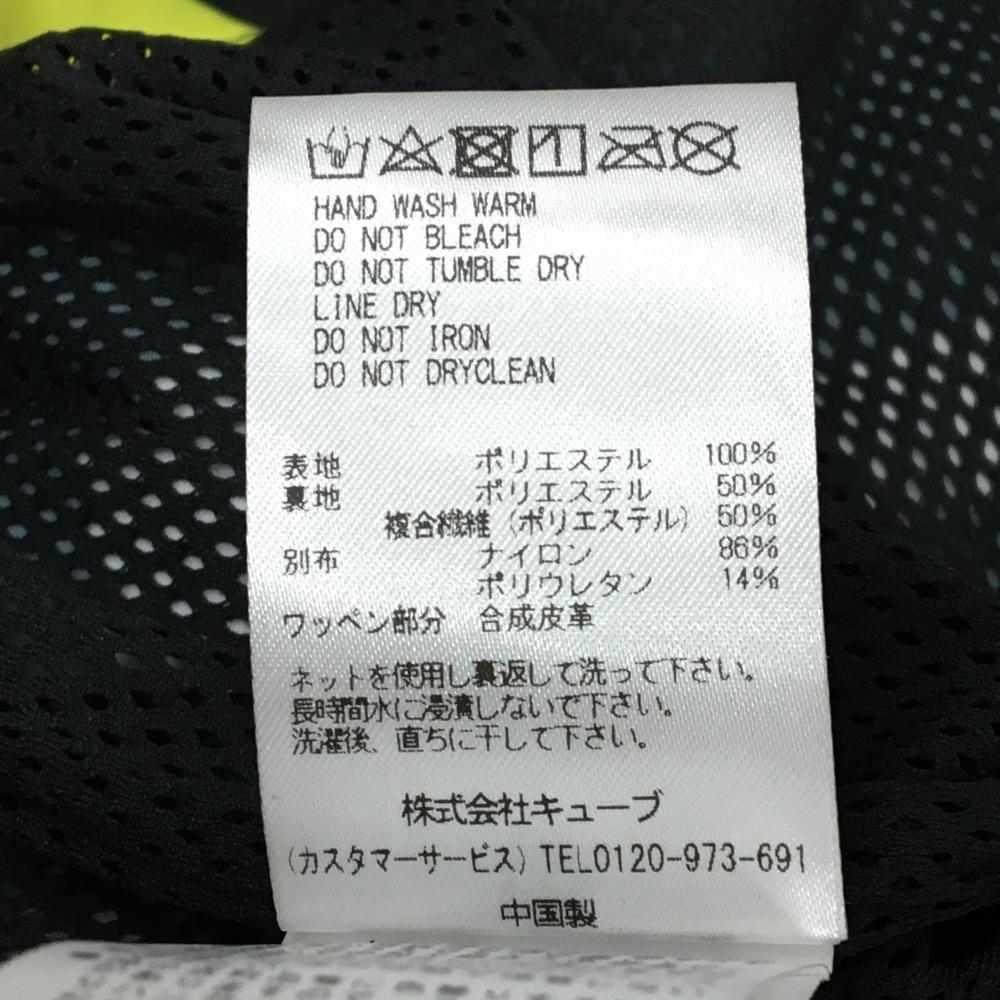 HAND WASH WARM
DO NOT BLEACH
DO NOT TUMBLE DRY
LINE DRY
DO NOT IRON
DO NOT DRYCLEAN
表地 ポリエステル 100%
裏地 ポリエステル 50%
複合繊維(ポリエステル) 50%
別布 ナイロン 86%
ポリウレタン 14%
ワッペン部分 合成皮革
ネットを使用し裏返して洗って下さい。
長時間水に浸漬しないで下さい。
洗濯後、直ちに干して下さい。
株式会社キューブ
(カスタマーサービス) TEL0120-973-691
中国製